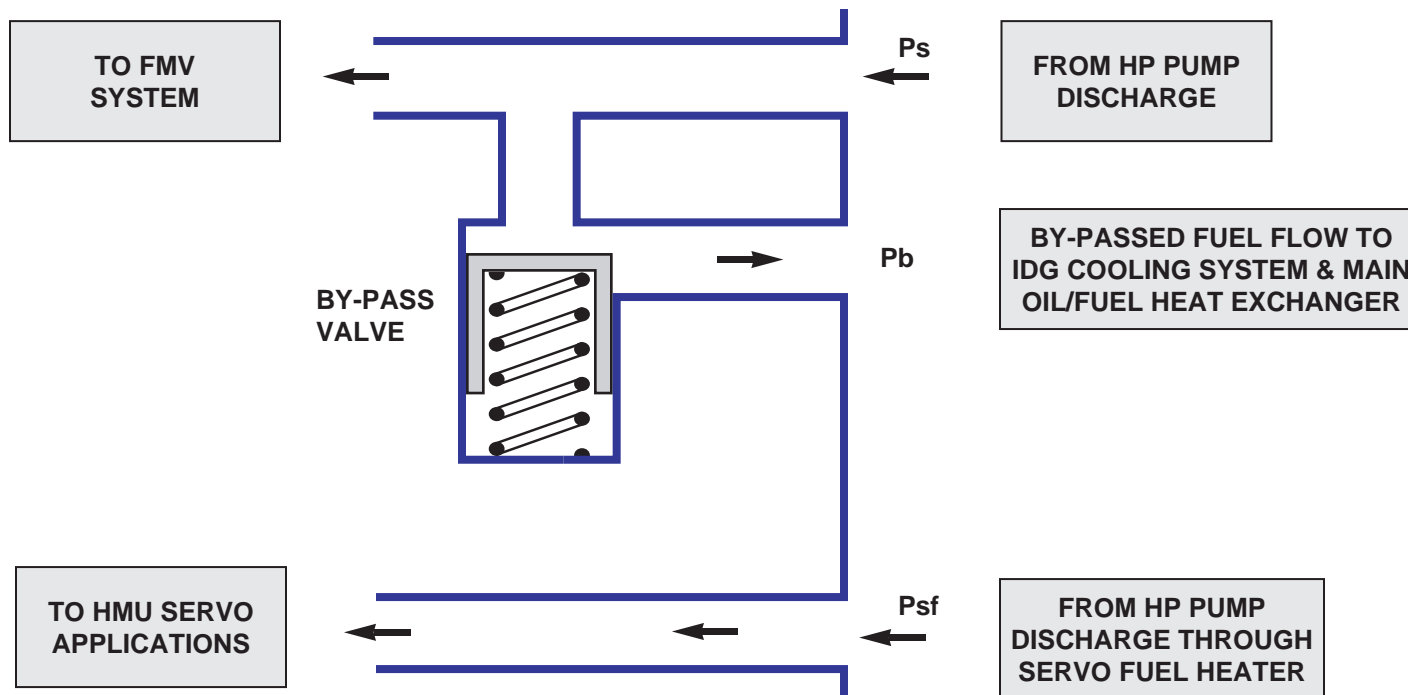 TO FMV
SYSTEM
Ps
FROM HP PUMP
DISCHARGE
BY-PASSED FUEL FLOW TO
IDG COOLING SYSTEM & MAIN
OIL/FUEL HEAT EXCHANGER
Pb
BY-PASS
VALVE
TO HMU SERVO
APPLICATIONS
Psf
FROM HP PUMP
DISCHARGE THROUGH
SERVO FUEL HEATER